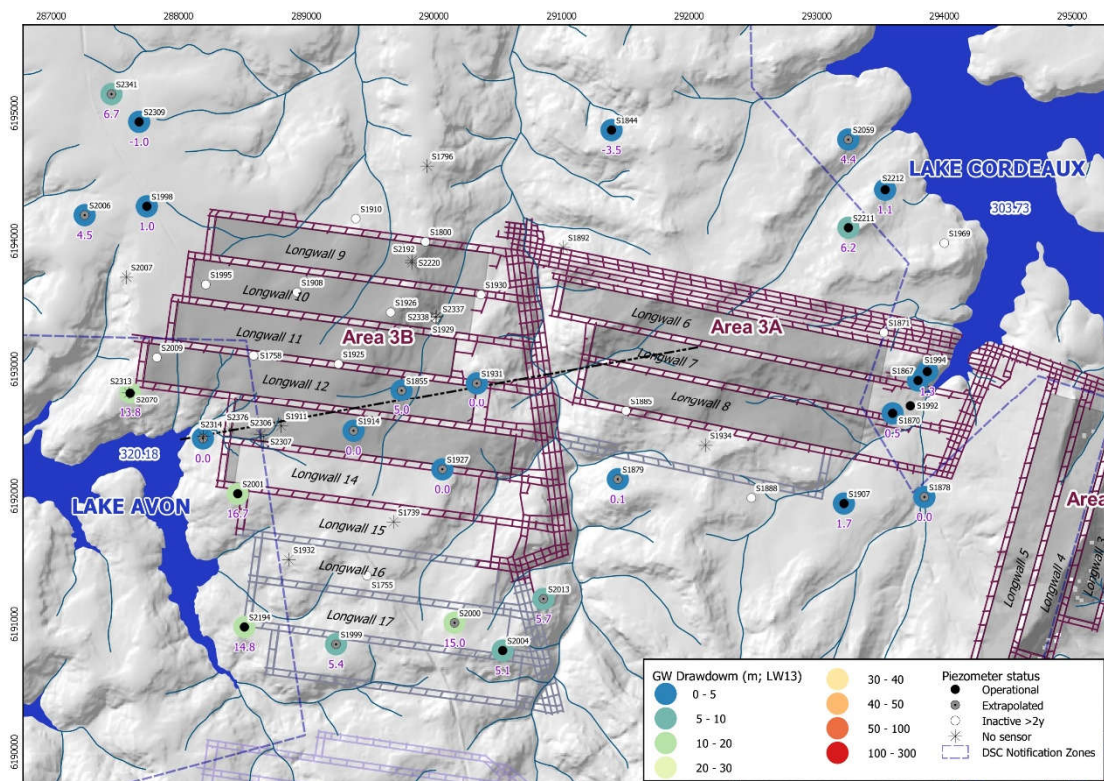 287000 288000 289000 290000 291000 292000 293000 294000 295000
6195000
6194000
6193000
6192000
6191000
6190000
S2341
6.7
S2309
-1.0
S1844
-3.5
S2059
4.4
LAKE CORDEAUX
303.73
S1796
S2212
1.1
S1998
1.0
S2006
4.5
S1910
S2211
6.2
S1800
S1892
S1969
Longwall 9
S2192
S2220
S2007
S1995
S1908
Longwall 10
S1930
S1926
S2337
S2338
S1929
Longwall 6
Area 3A
S1871
Longwall 11
Area 3B
S2009
S1758
S1925
Longwall 7
S1994
S1867
1.3
S2313
S2070
13.8
Longwall 12
S1855
5.0
S1931
0.0
Longwall 8
S1885
S1992
S1870
0.5
S2376
S2306
S1911
S2314
0.0
S2307
S1914
0.0
S1934
320.18
S1927
0.0
Longwall 14
S1879
0.1
S2001
16.7
S1888
S1907
1.7
S1878
0.0
LAKE AVON
Area
Longwall 15
S1739
S1932
Longwall 16
S1755
Longwall 5
Longwall 4
Longwall 3
S2013
5.7
Longwall 17
S2194
14.8
S1999
5.4
S2000
15.0
S2004
5.1
GW Drawdown (m; LW13)
0 - 5
5 - 10
10 - 20
20 - 30
30 - 40
40 - 50
50 - 100
100 - 300
Piezometer status
Operational
Extrapolated
Inactive >2y
No sensor
DSC Notification Zones